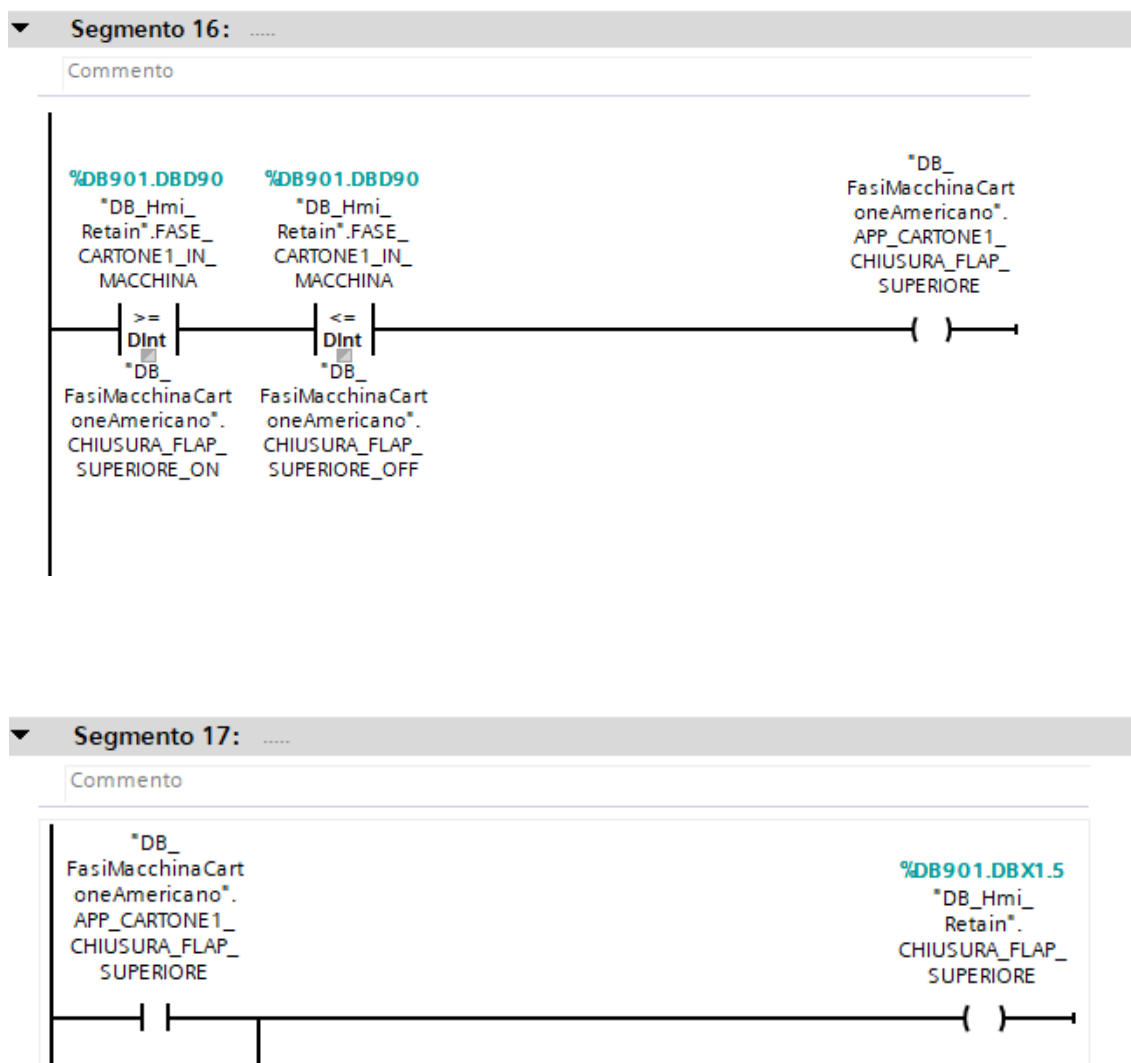 Segmento 16: .....
Commento
%DB901.DBD90
"DB_Hmi_
Retain".FASE_
CARTONE1_IN_
MACCHINA
>=
DInt
"DB_
FasiMacchinaCart
oneAmericano".
CHIUSURA_FLAP_
SUPERIORE_ON
%DB901.DBD90
"DB_Hmi_
Retain".FASE_
CARTONE1_IN_
MACCHINA
<=
DInt
"DB_
FasiMacchinaCart
oneAmericano".
CHIUSURA_FLAP_
SUPERIORE_OFF
"DB_
FasiMacchinaCart
oneAmericano".
APP_CARTONE1_
CHIUSURA_FLAP_
SUPERIORE
Segmento 17: .....
Commento
"DB_
FasiMacchinaCart
oneAmericano".
APP_CARTONE1_
CHIUSURA_FLAP_
SUPERIORE
%DB901.DBX1.5
"DB_Hmi_
Retain".
CHIUSURA_FLAP_
SUPERIORE